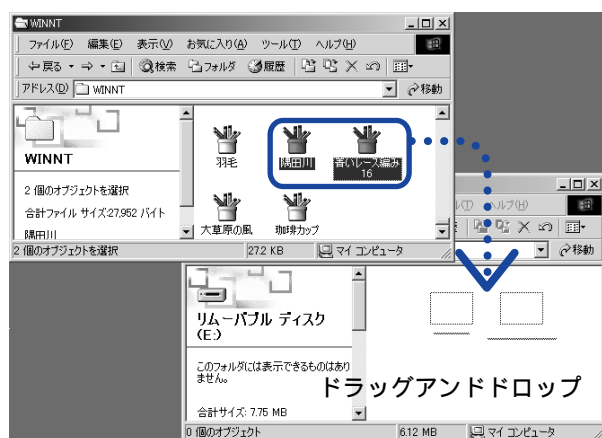 WINNT
ファイル(F) 編集(E) 表示(V) お気に入り(A) ツール(T) ヘルプ(H)
戻る 検索 フォルダ 履歴
アドレス(D) WINNT 移動
WINNT
2 個のオブジェクトを選択
合計ファイル サイズ:27,952 バイト
隅田川
羽毛
隅田川
青いレース編み
16
大草原の風
珈琲カップ
2 個のオブジェクトを選択 27.2 KB マイ コンピュータ
ルプ(H)
移動
リムーバブル ディスク
(E:)
このフォルダには表示できるものはあり
ません。
合計サイズ: 7.75 MB
ドラッグアンドドロップ
0 個のオブジェクト 6.12 MB マイ コンピュータ